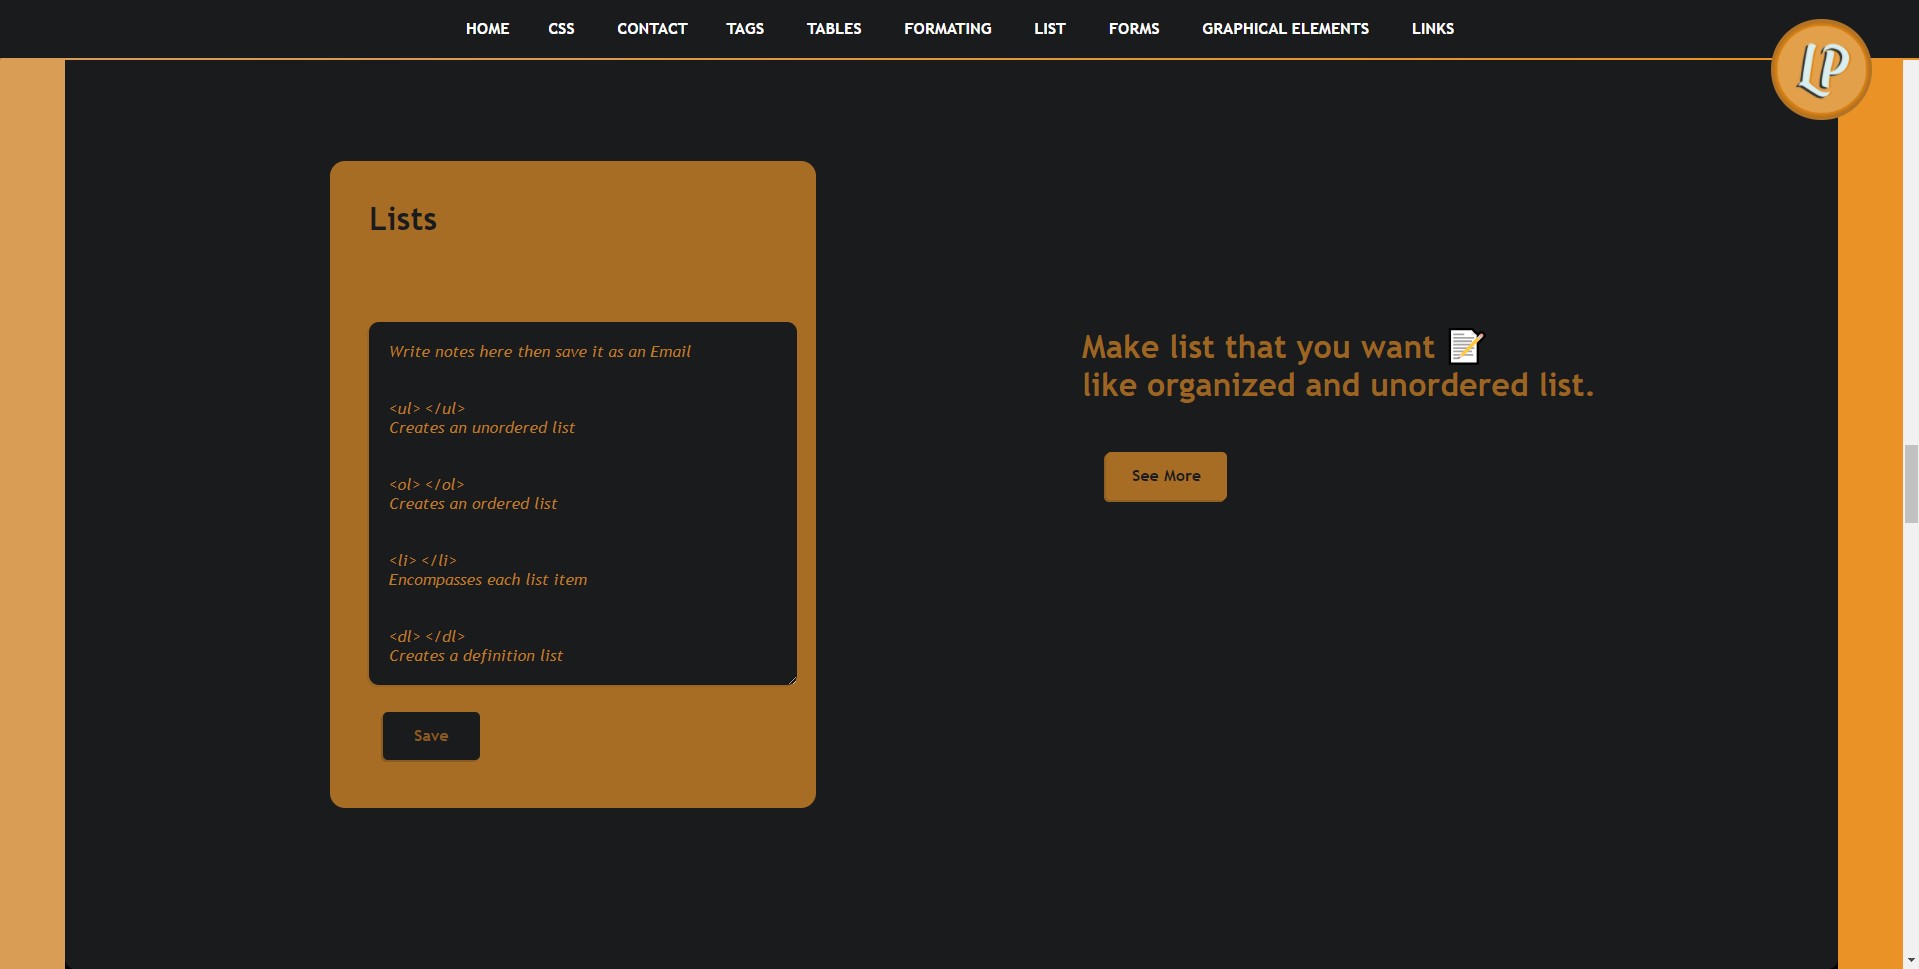 HOME CSS CONTACT TAGS TABLES FORMATING LIST FORMS GRAPHICAL ELEMENTS LINKS
LP
Lists
Write notes here then save it as an Email
<ul> </ul>
Creates an unordered list
<ol> </ol>
Creates an ordered list
<li> </li>
Encompasses each list item
<dl> </dl>
Creates a definition list
Save
Make list that you want 📝
like organized and unordered list.
See More